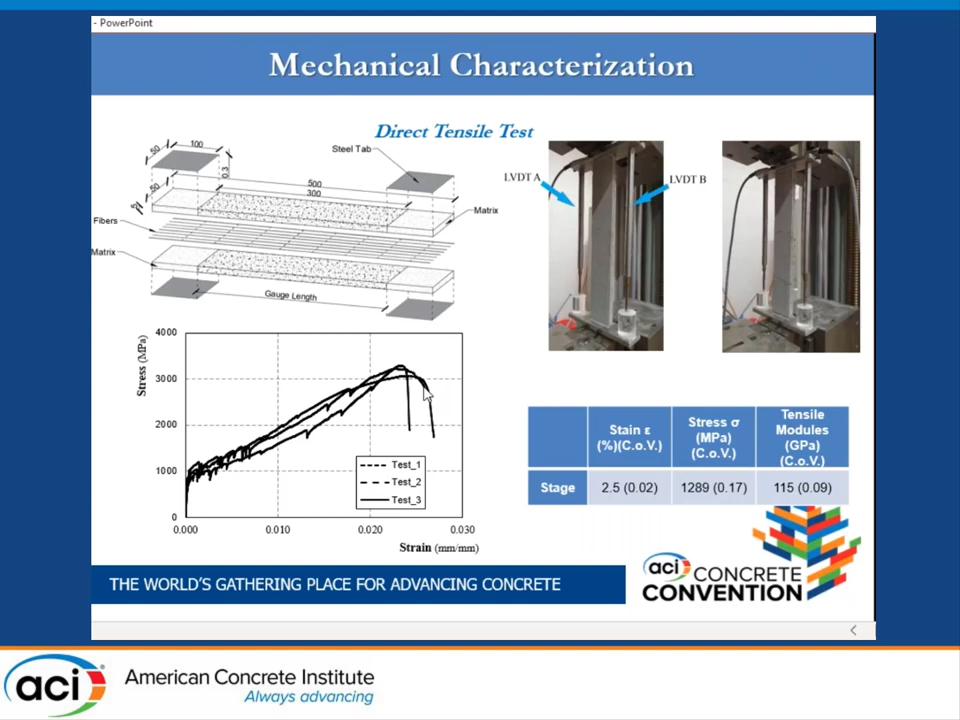 - PowerPoint
Mechanical Characterization
Direct Tensile Test
50
100
Steel Tab
0.3
50
500
300
5
Matrix
Fibers
Matrix
Gauge Length
LVDT A
LVDT B
Stress (MPa)
4000
3000
2000
1000
0
0.000
0.010
0.020
0.030
Strain (mm/mm)
Test_1
Test_2
Test_3
Stain ε
(%)(C.o.V.)
Stress σ
(MPa)
(C.o.V.)
Tensile
Modules
(GPa)
(C.o.V.)
Stage
2.5 (0.02)
1289 (0.17)
115 (0.09)
THE WORLD'S GATHERING PLACE FOR ADVANCING CONCRETE
aci CONCRETE
CONVENTION
aci
American Concrete Institute
Always advancing